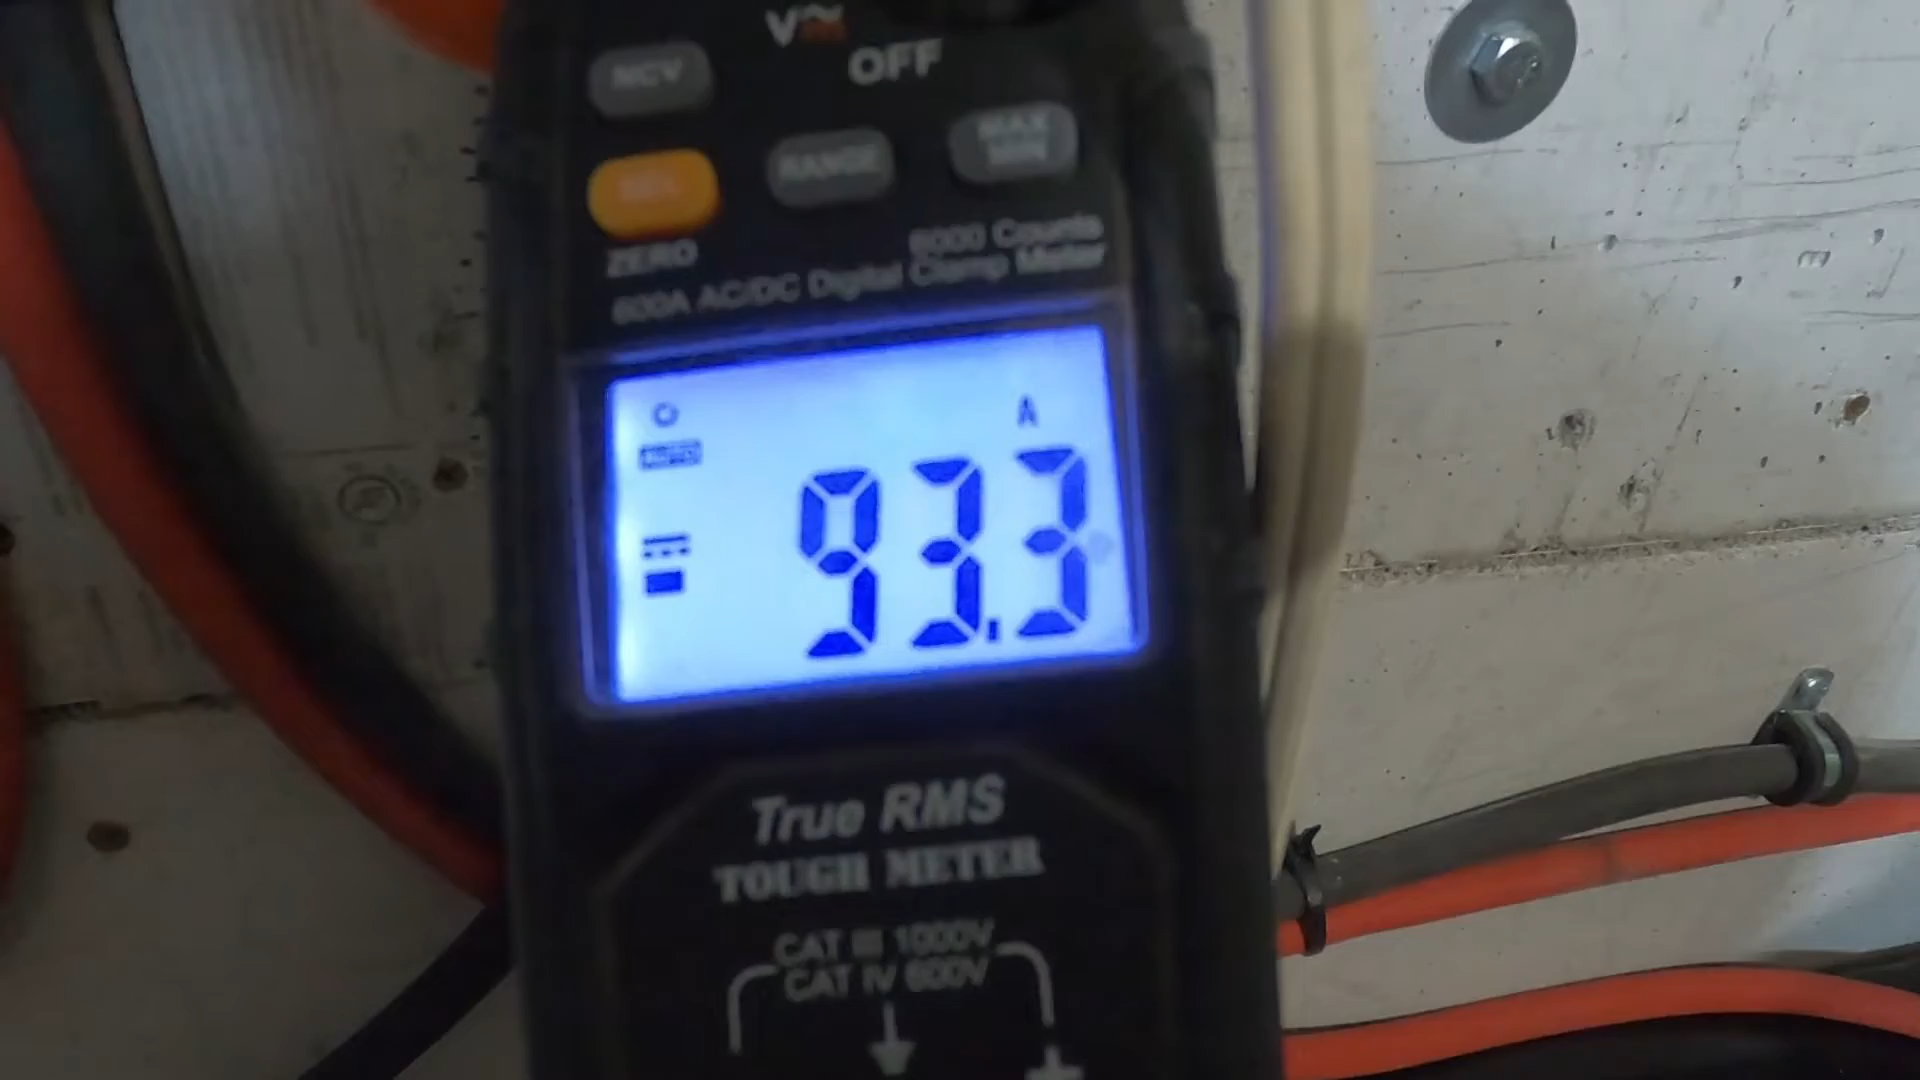 V
OFF
NCV
SEL
RANGE
MAX
MIN
ZERO
6000 Counts
600A AC/DC Digital Clamp Meter
A
AUTO
93.3
True RMS
TOUGH METER
CAT III 1000V
CAT IV 600V